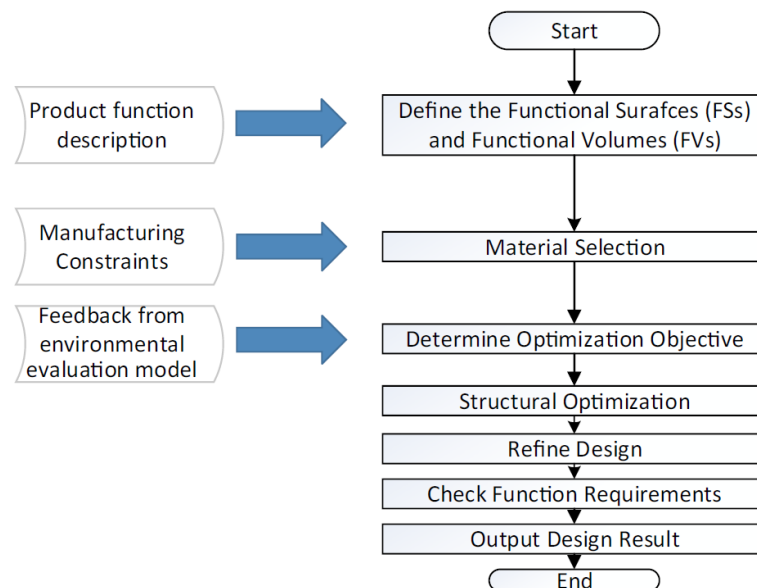 Start
Product function
description
Define the Functional Surafces (FSs)
and Functional Volumes (FVs)
Manufacturing
Constraints
Material Selection
Feedback from
environmental
evaluation model
Determine Optimization Objective
Structural Optimization
Refine Design
Check Function Requirements
Output Design Result
End